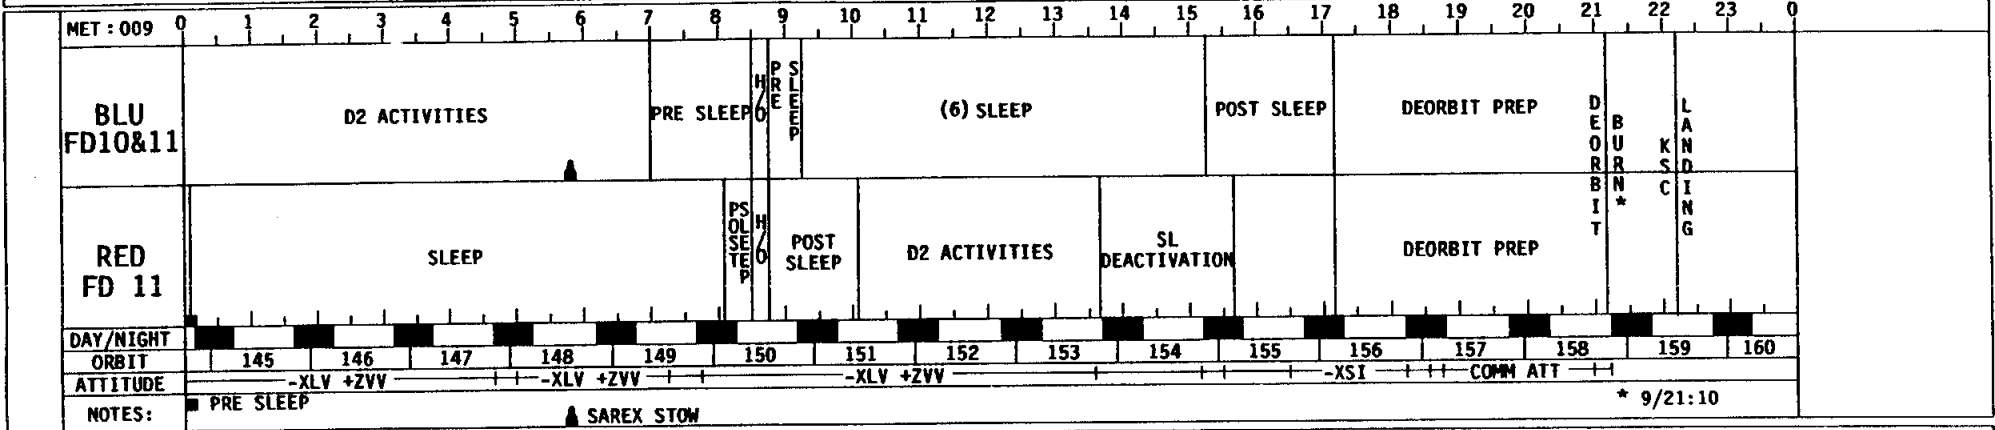 MET : 009 0 1 2 3 4 5 6 7 8 9 10 11 12 13 14 15 16 17 18 19 20 21 22 23 0
BLU
FD10&11
D2 ACTIVITIES
PRE SLEEP
H/O
PRE
SLEEP
(6) SLEEP
POST SLEEP
DEORBIT PREP
DEORBIT
BURN*
KSC
LANDING
RED
FD 11
SLEEP
POST
SLEEP
H/O
POST
SLEEP
D2 ACTIVITIES
SL
DEACTIVATION
DEORBIT PREP
DAY/NIGHT
ORBIT 145 146 147 148 149 150 151 152 153 154 155 156 157 158 159 160
ATTITUDE -XLV +ZVV -XLV +ZVV -XLV +ZVV -XSI COMM ATT
NOTES: PRE SLEEP SAREX STOW * 9/21:10